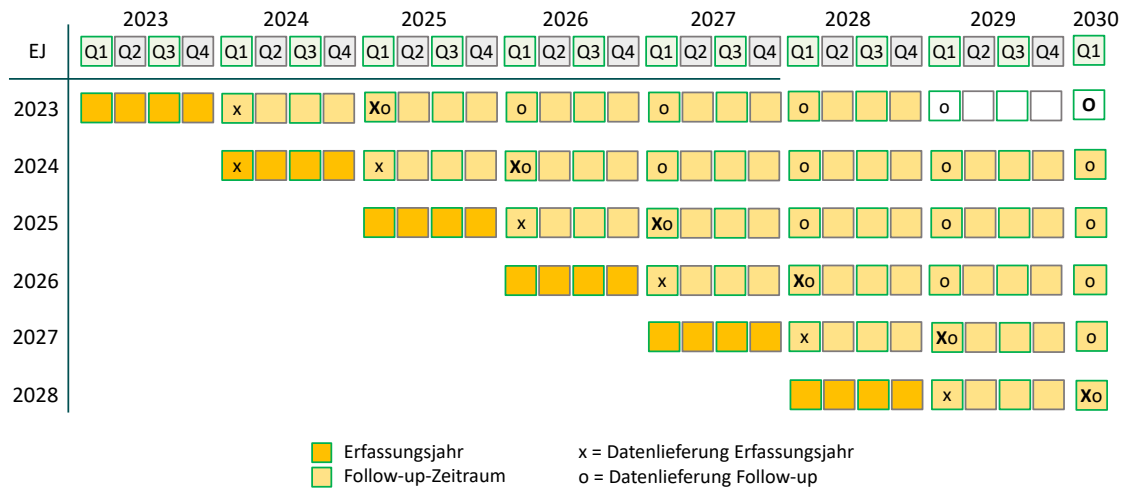 2023 2024 2025 2026 2027 2028 2029 2030
EJ Q1 Q2 Q3 Q4 Q1 Q2 Q3 Q4 Q1 Q2 Q3 Q4 Q1 Q2 Q3 Q4 Q1 Q2 Q3 Q4 Q1 Q2 Q3 Q4 Q1 Q2 Q3 Q4 Q1
2023 x Xo o o o o O
2024 x x Xo o o o o
2025 x Xo o o o
2026 x Xo o o
2027 x Xo o
2028 x Xo
Erfassungsjahr x = Datenlieferung Erfassungsjahr
Follow-up-Zeitraum o = Datenlieferung Follow-up